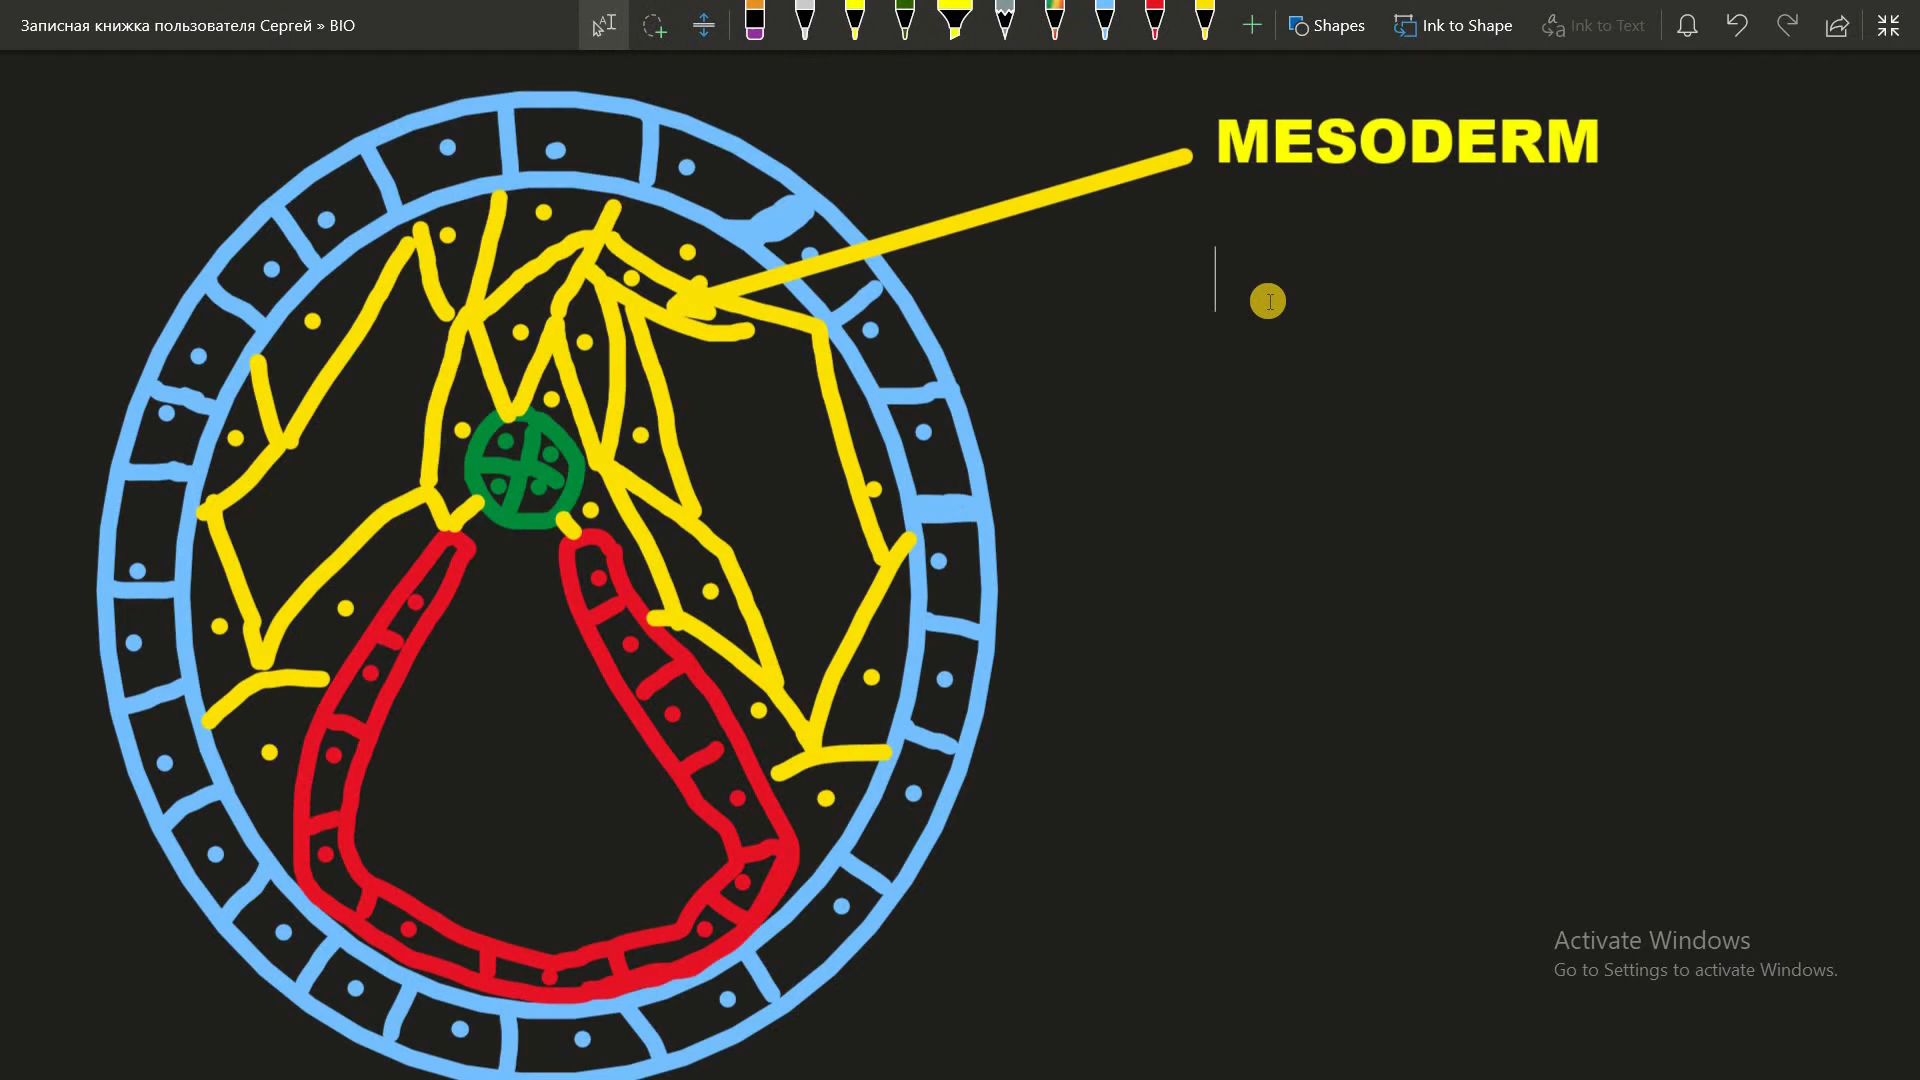 Записная книжка пользователя Сергей » BIO
Shapes
Ink to Shape
Ink to Text
MESODERM
Activate Windows
Go to Settings to activate Windows.